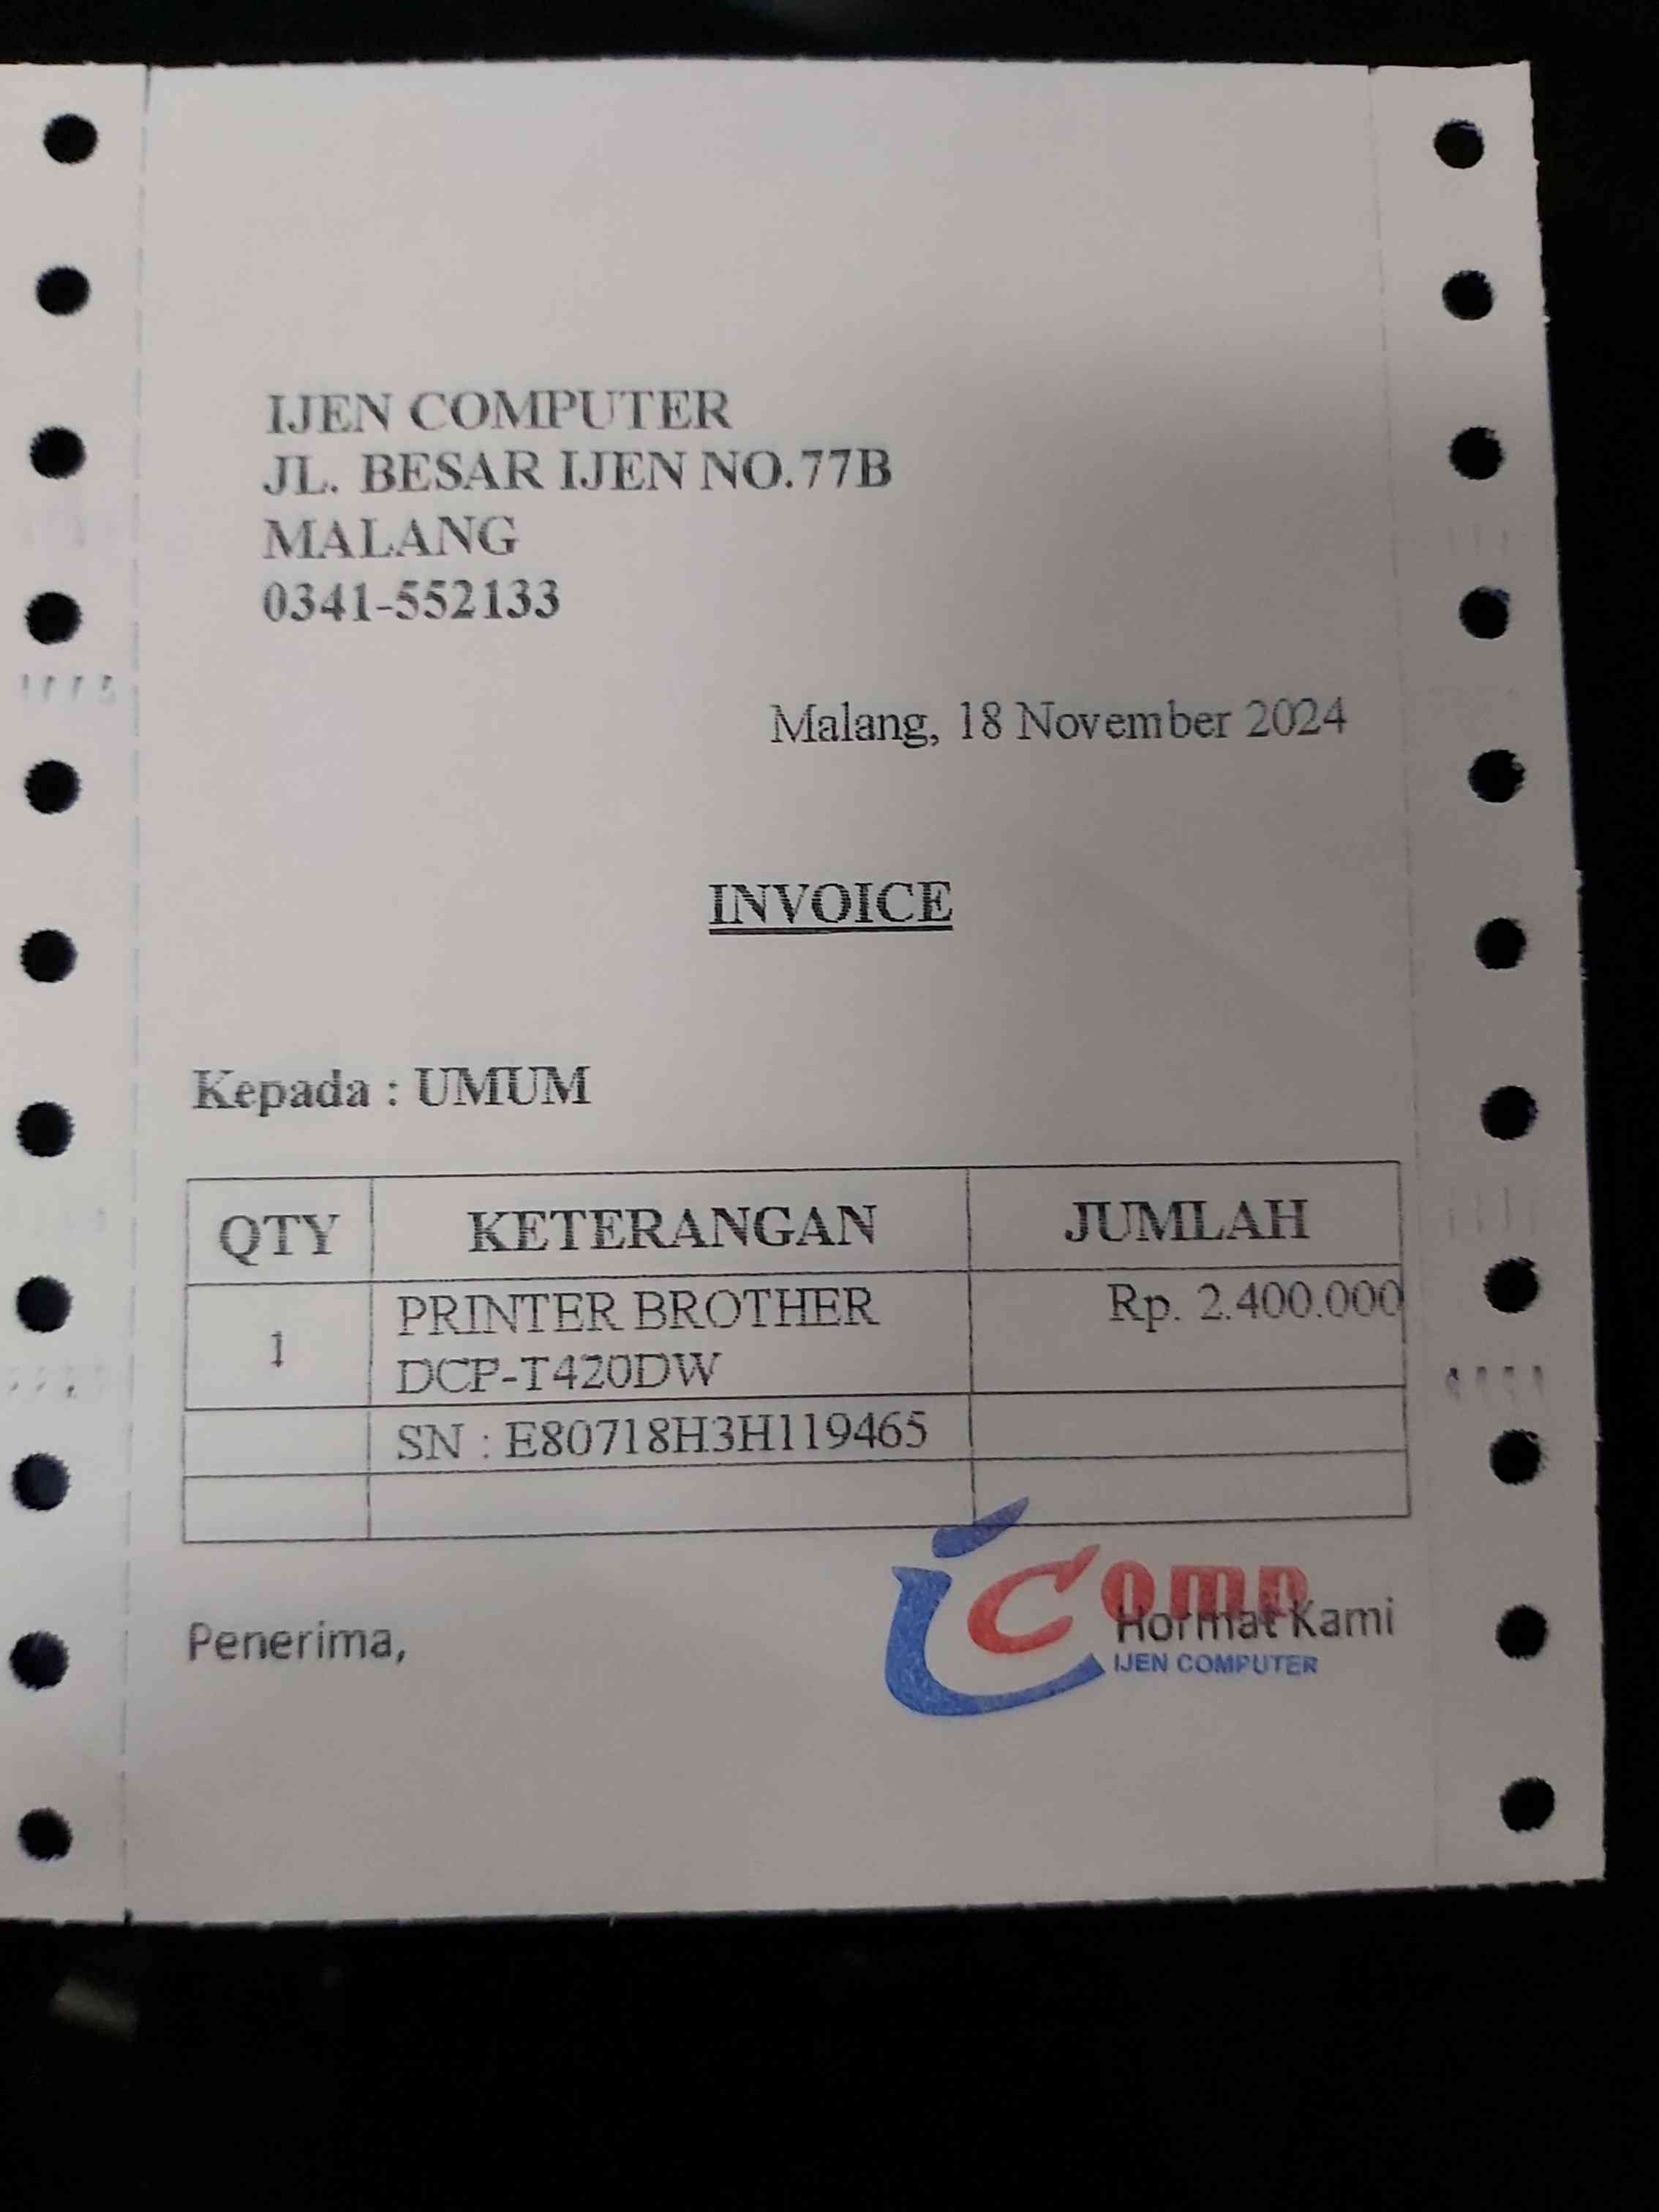 IJEN COMPUTER
JL. BESAR IJEN NO.77B
MALANG
0341-552133
Malang, 18 November 2024
INVOICE
Kepada : UMUM
QTY KETERANGAN JUMLAH
1 PRINTER BROTHER Rp. 2.400.000
DCP-T420DW
SN : E80718H3H119465
Penerima,
iComp
Hormat Kami
IJEN COMPUTER